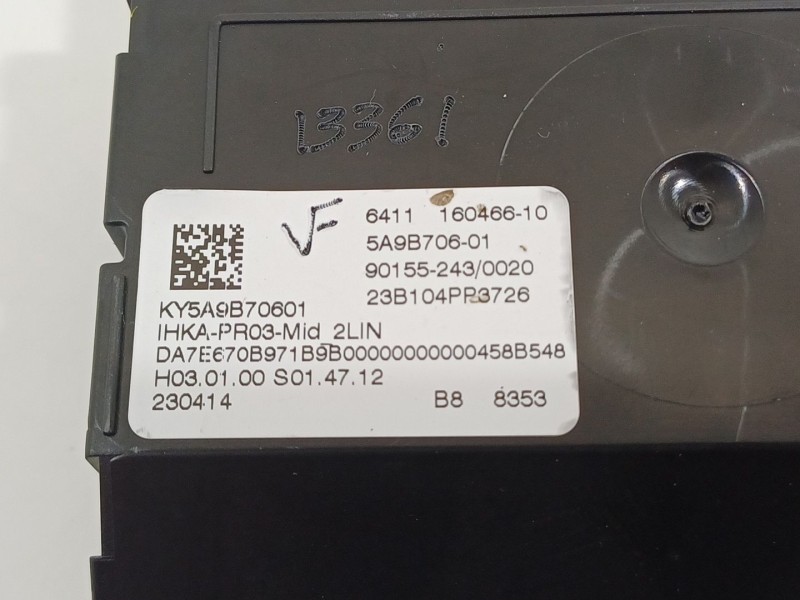 13361
VF
6411 160466-10
5A9B706-01
90155-243/0020
23B104PP3726
KY5A9B70601
IHKA-PR03-Mid_2LIN
DA7E670B971B9B00000000000458B548
H03.01.00 S01.47.12
230414 B8 8353